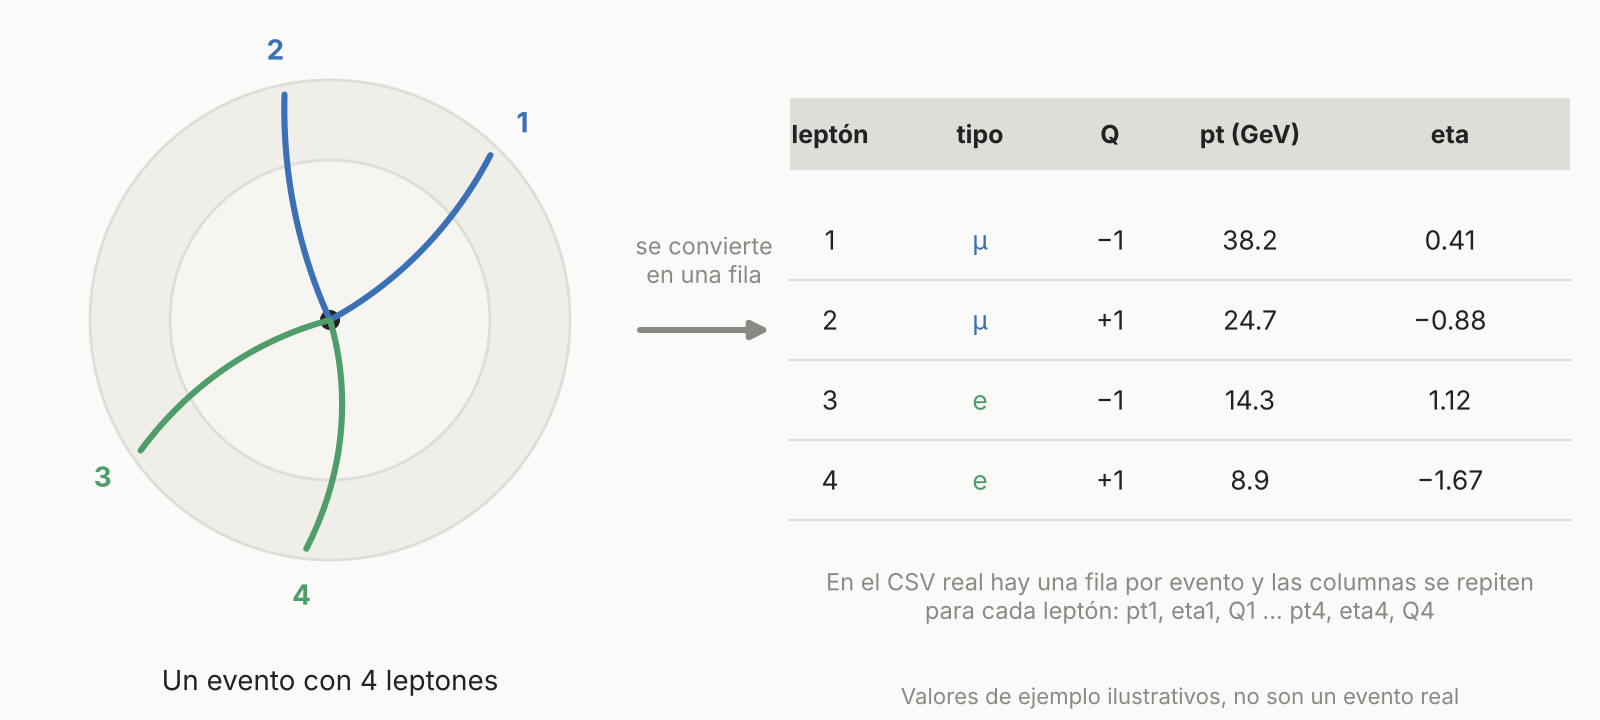 2
1
3
4
Un evento con 4 leptones
se convierte
en una fila
leptón tipo Q pt (GeV) eta
1 μ −1 38.2 0.41
2 μ +1 24.7 −0.88
3 e −1 14.3 1.12
4 e +1 8.9 −1.67
En el CSV real hay una fila por evento y las columnas se repiten
para cada leptón: pt1, eta1, Q1 ... pt4, eta4, Q4
Valores de ejemplo ilustrativos, no son un evento real